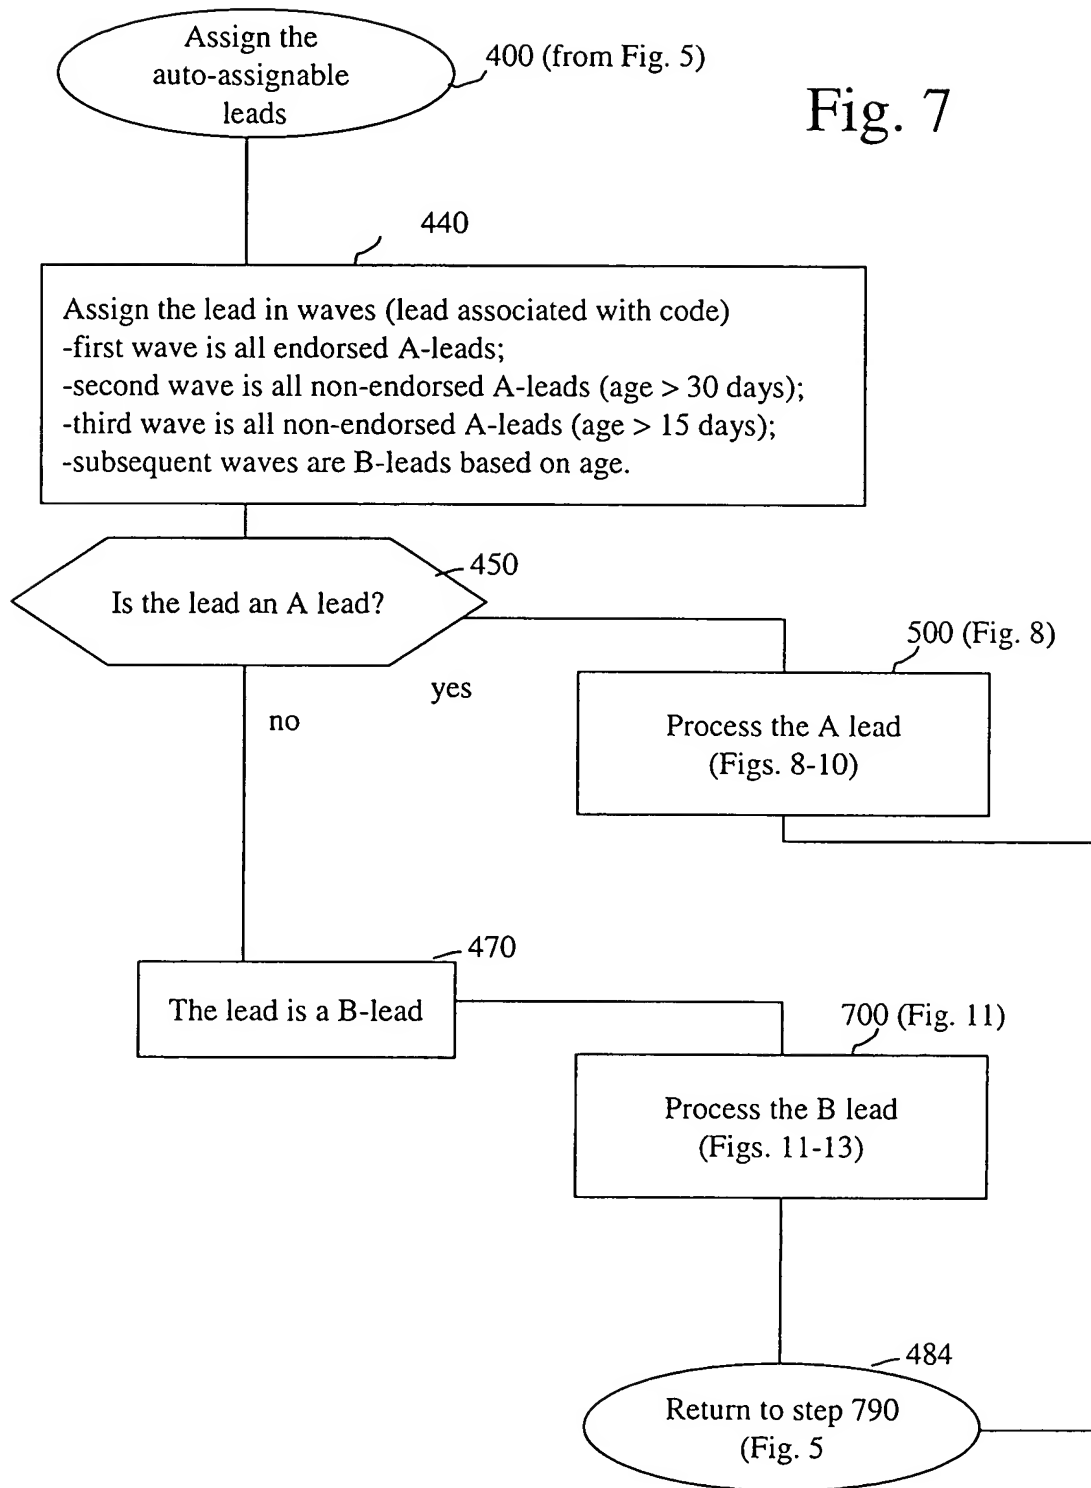 Assign the
auto-assignable
leads
400 (from Fig. 5)
Fig. 7
440
Assign the lead in waves (lead associated with code)
-first wave is all endorsed A-leads;
-second wave is all non-endorsed A-leads (age > 30 days);
-third wave is all non-endorsed A-leads (age > 15 days);
-subsequent waves are B-leads based on age.
450
Is the lead an A lead?
yes
no
500 (Fig. 8)
Process the A lead
(Figs. 8-10)
470
The lead is a B-lead
700 (Fig. 11)
Process the B lead
(Figs. 11-13)
484
Return to step 790
(Fig. 5